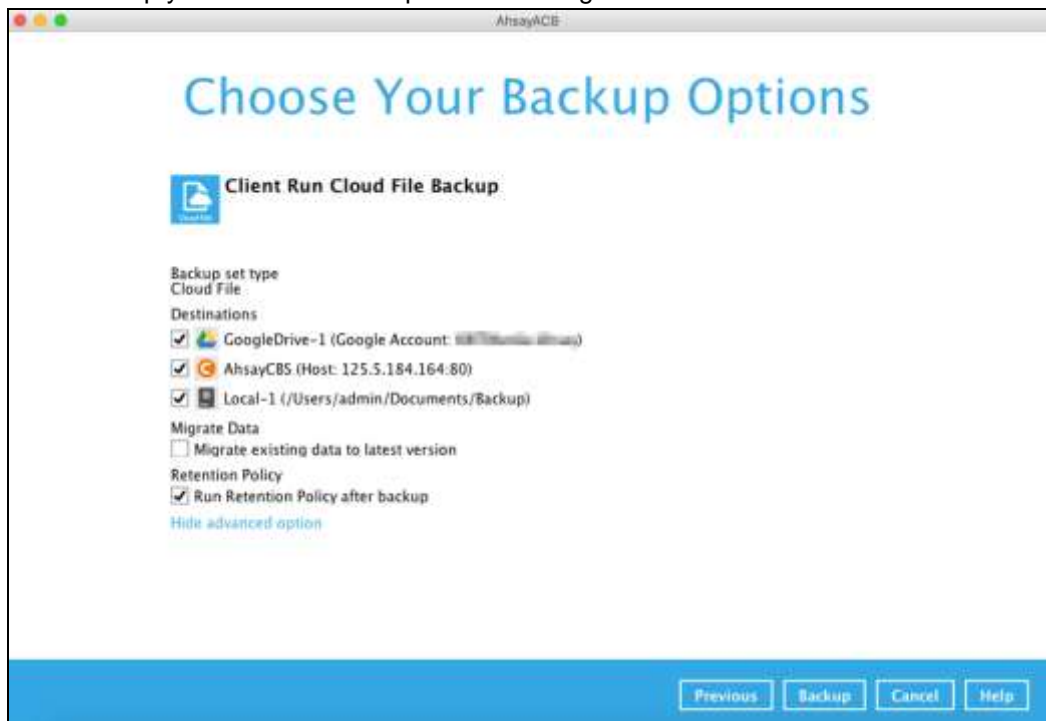 AhsayACB
Choose Your Backup Options
Client Run Cloud File Backup
Cloud File
Backup set type
Cloud File
Destinations
GoogleDrive-1 (Google Account: )
AhsayCBS (Host: 125.5.184.164:80)
Local-1 (/Users/admin/Documents/Backup)
Migrate Data
Migrate existing data to latest version
Retention Policy
Run Retention Policy after backup
Hide advanced option
Previous Backup Cancel Help